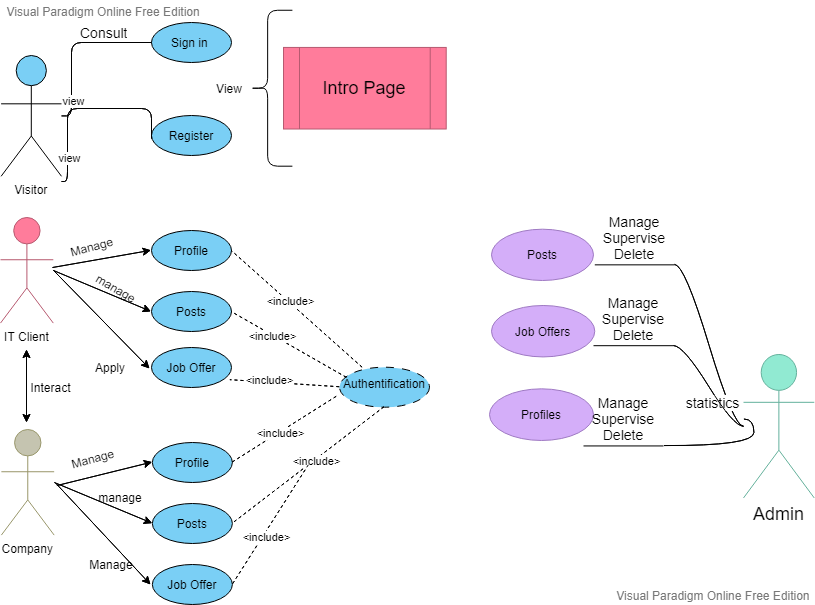 Visual Paradigm Online Free Edition
Consult
Sign in
view
View
Intro Page
Register
view
Visitor
Manage
Profile
<include>
manage
Posts
<include>
IT Client
Apply
Job Offer
<include>
Authentification
Interact
Manage
Profile
<include>
manage
Posts
<include>
Company
Manage
Job Offer
<include>
Posts
Manage
Supervise
Delete
Job Offers
Manage
Supervise
Delete
Profiles
Manage
Supervise
Delete
statistics
Admin
Visual Paradigm Online Free Edition